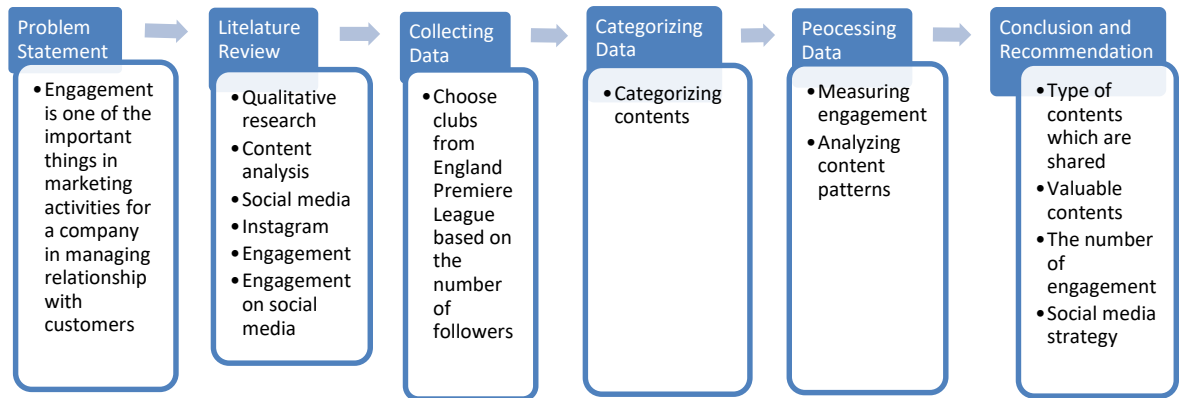 Problem
Statement
• Engagement
is one of the
important
things in
marketing
activities for
a company
in managing
relationship
with
customers
Litelature
Review
• Qualitative
research
• Content
analysis
• Social media
• Instagram
• Engagement
• Engagement
on social
media
Collecting
Data
• Choose
clubs
from
England
Premiere
League
based on
the
number
of
followers
Categorizing
Data
• Categorizing
contents
Peocessing
Data
• Measuring
engagement
• Analyzing
content
patterns
Conclusion and
Recommendation
• Type of
contents
which are
shared
• Valuable
contents
• The number
of
engagement
• Social media
strategy